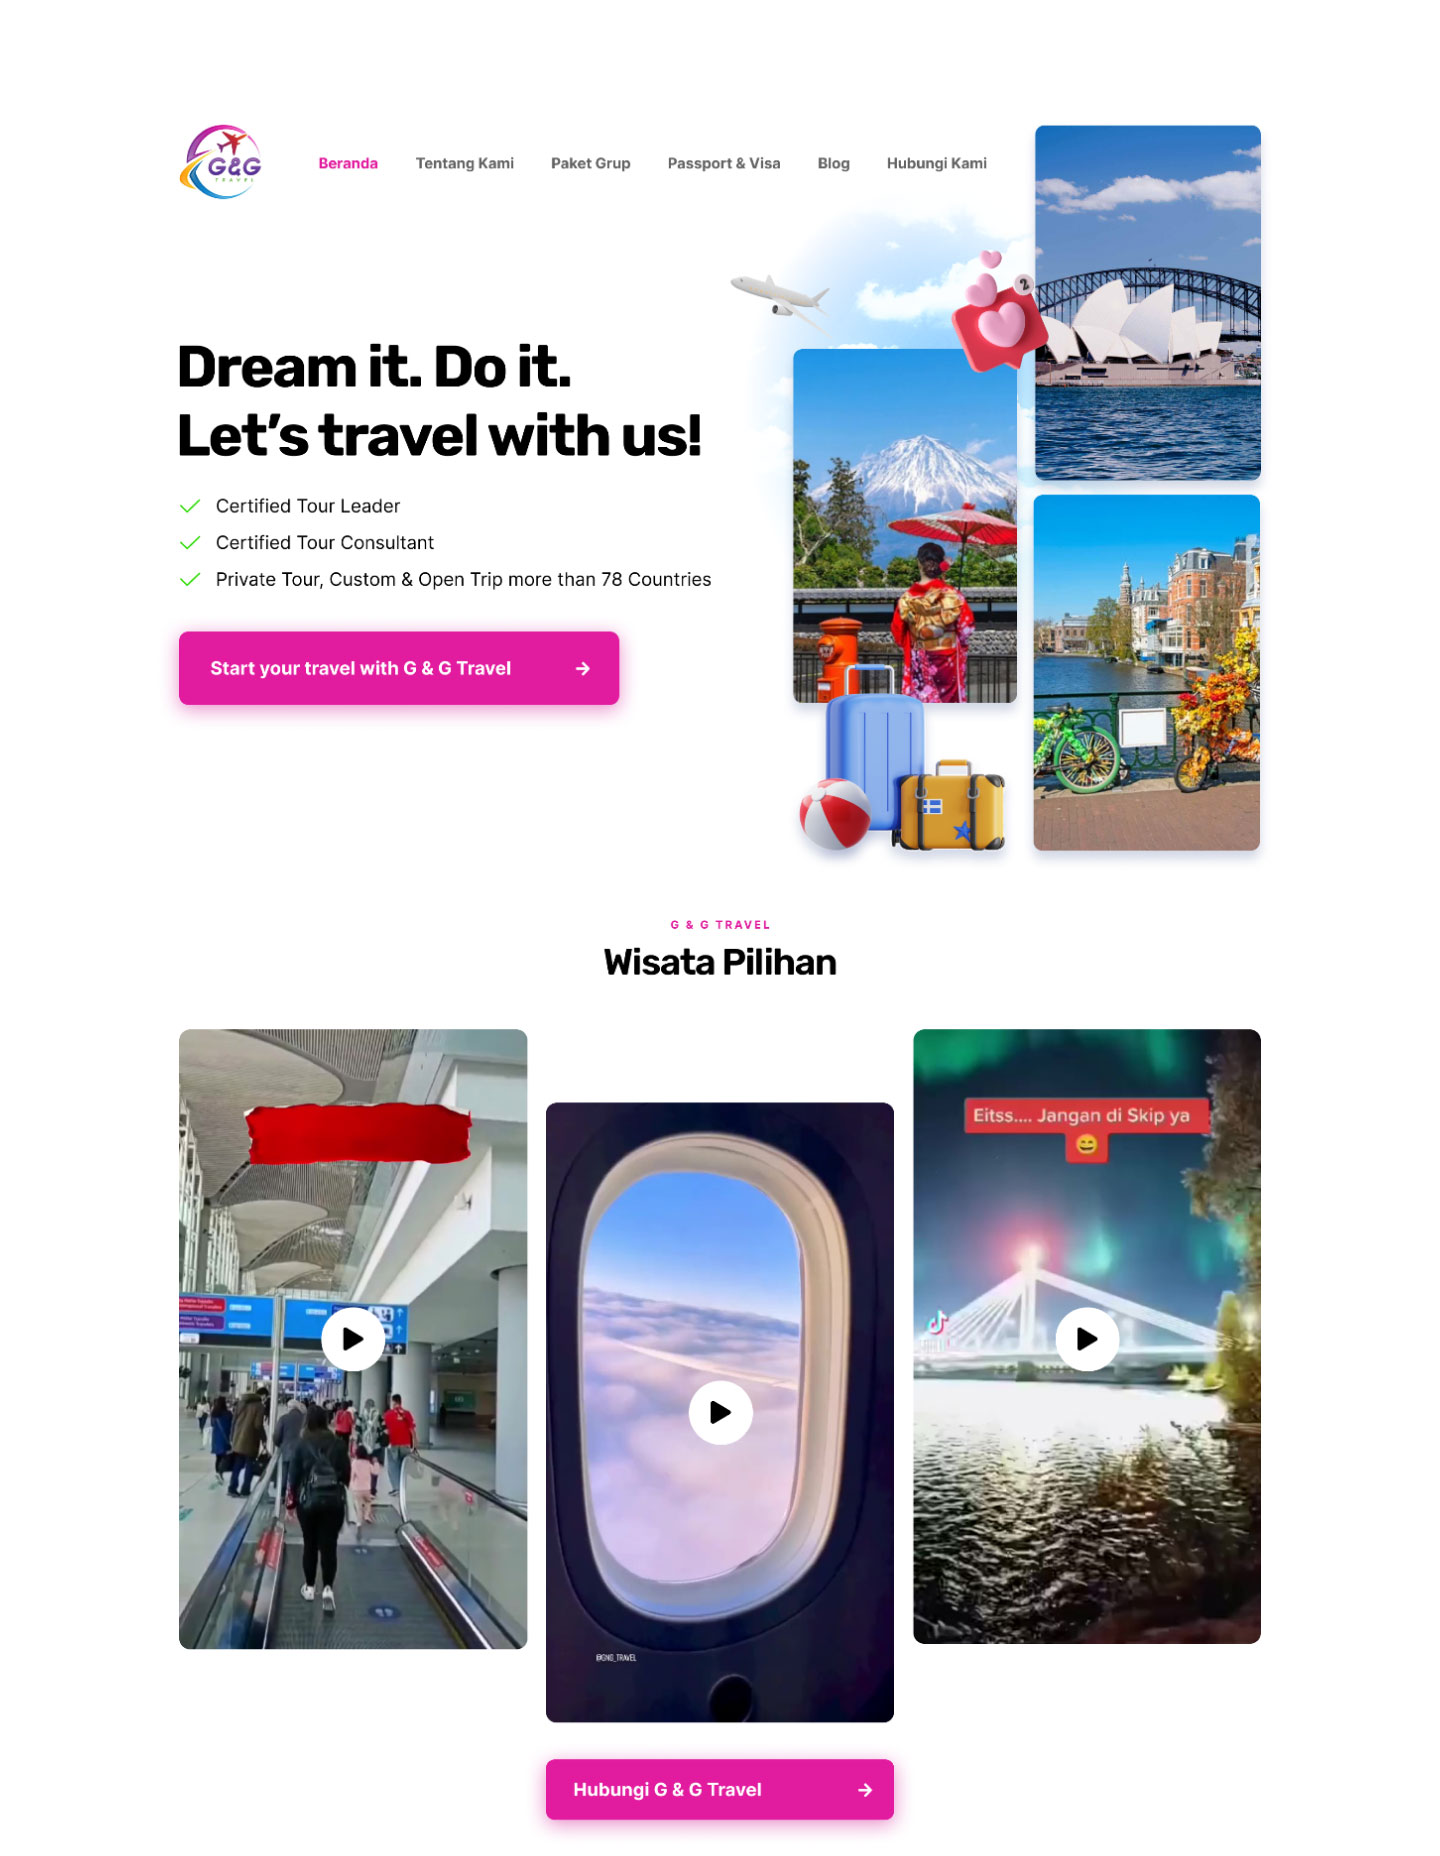 G&G
TRAVEL
Beranda
Tentang Kami
Paket Grup
Passport & Visa
Blog
Hubungi Kami
2
Dream it. Do it.
Let's travel with us!
Certified Tour Leader
Certified Tour Consultant
Private Tour, Custom & Open Trip more than 78 Countries
Start your travel with G & G Travel
G & G TRAVEL
Wisata Pilihan
Eitss.... Jangan di Skip ya
@GNG_TRAVEL
Hubungi G & G Travel